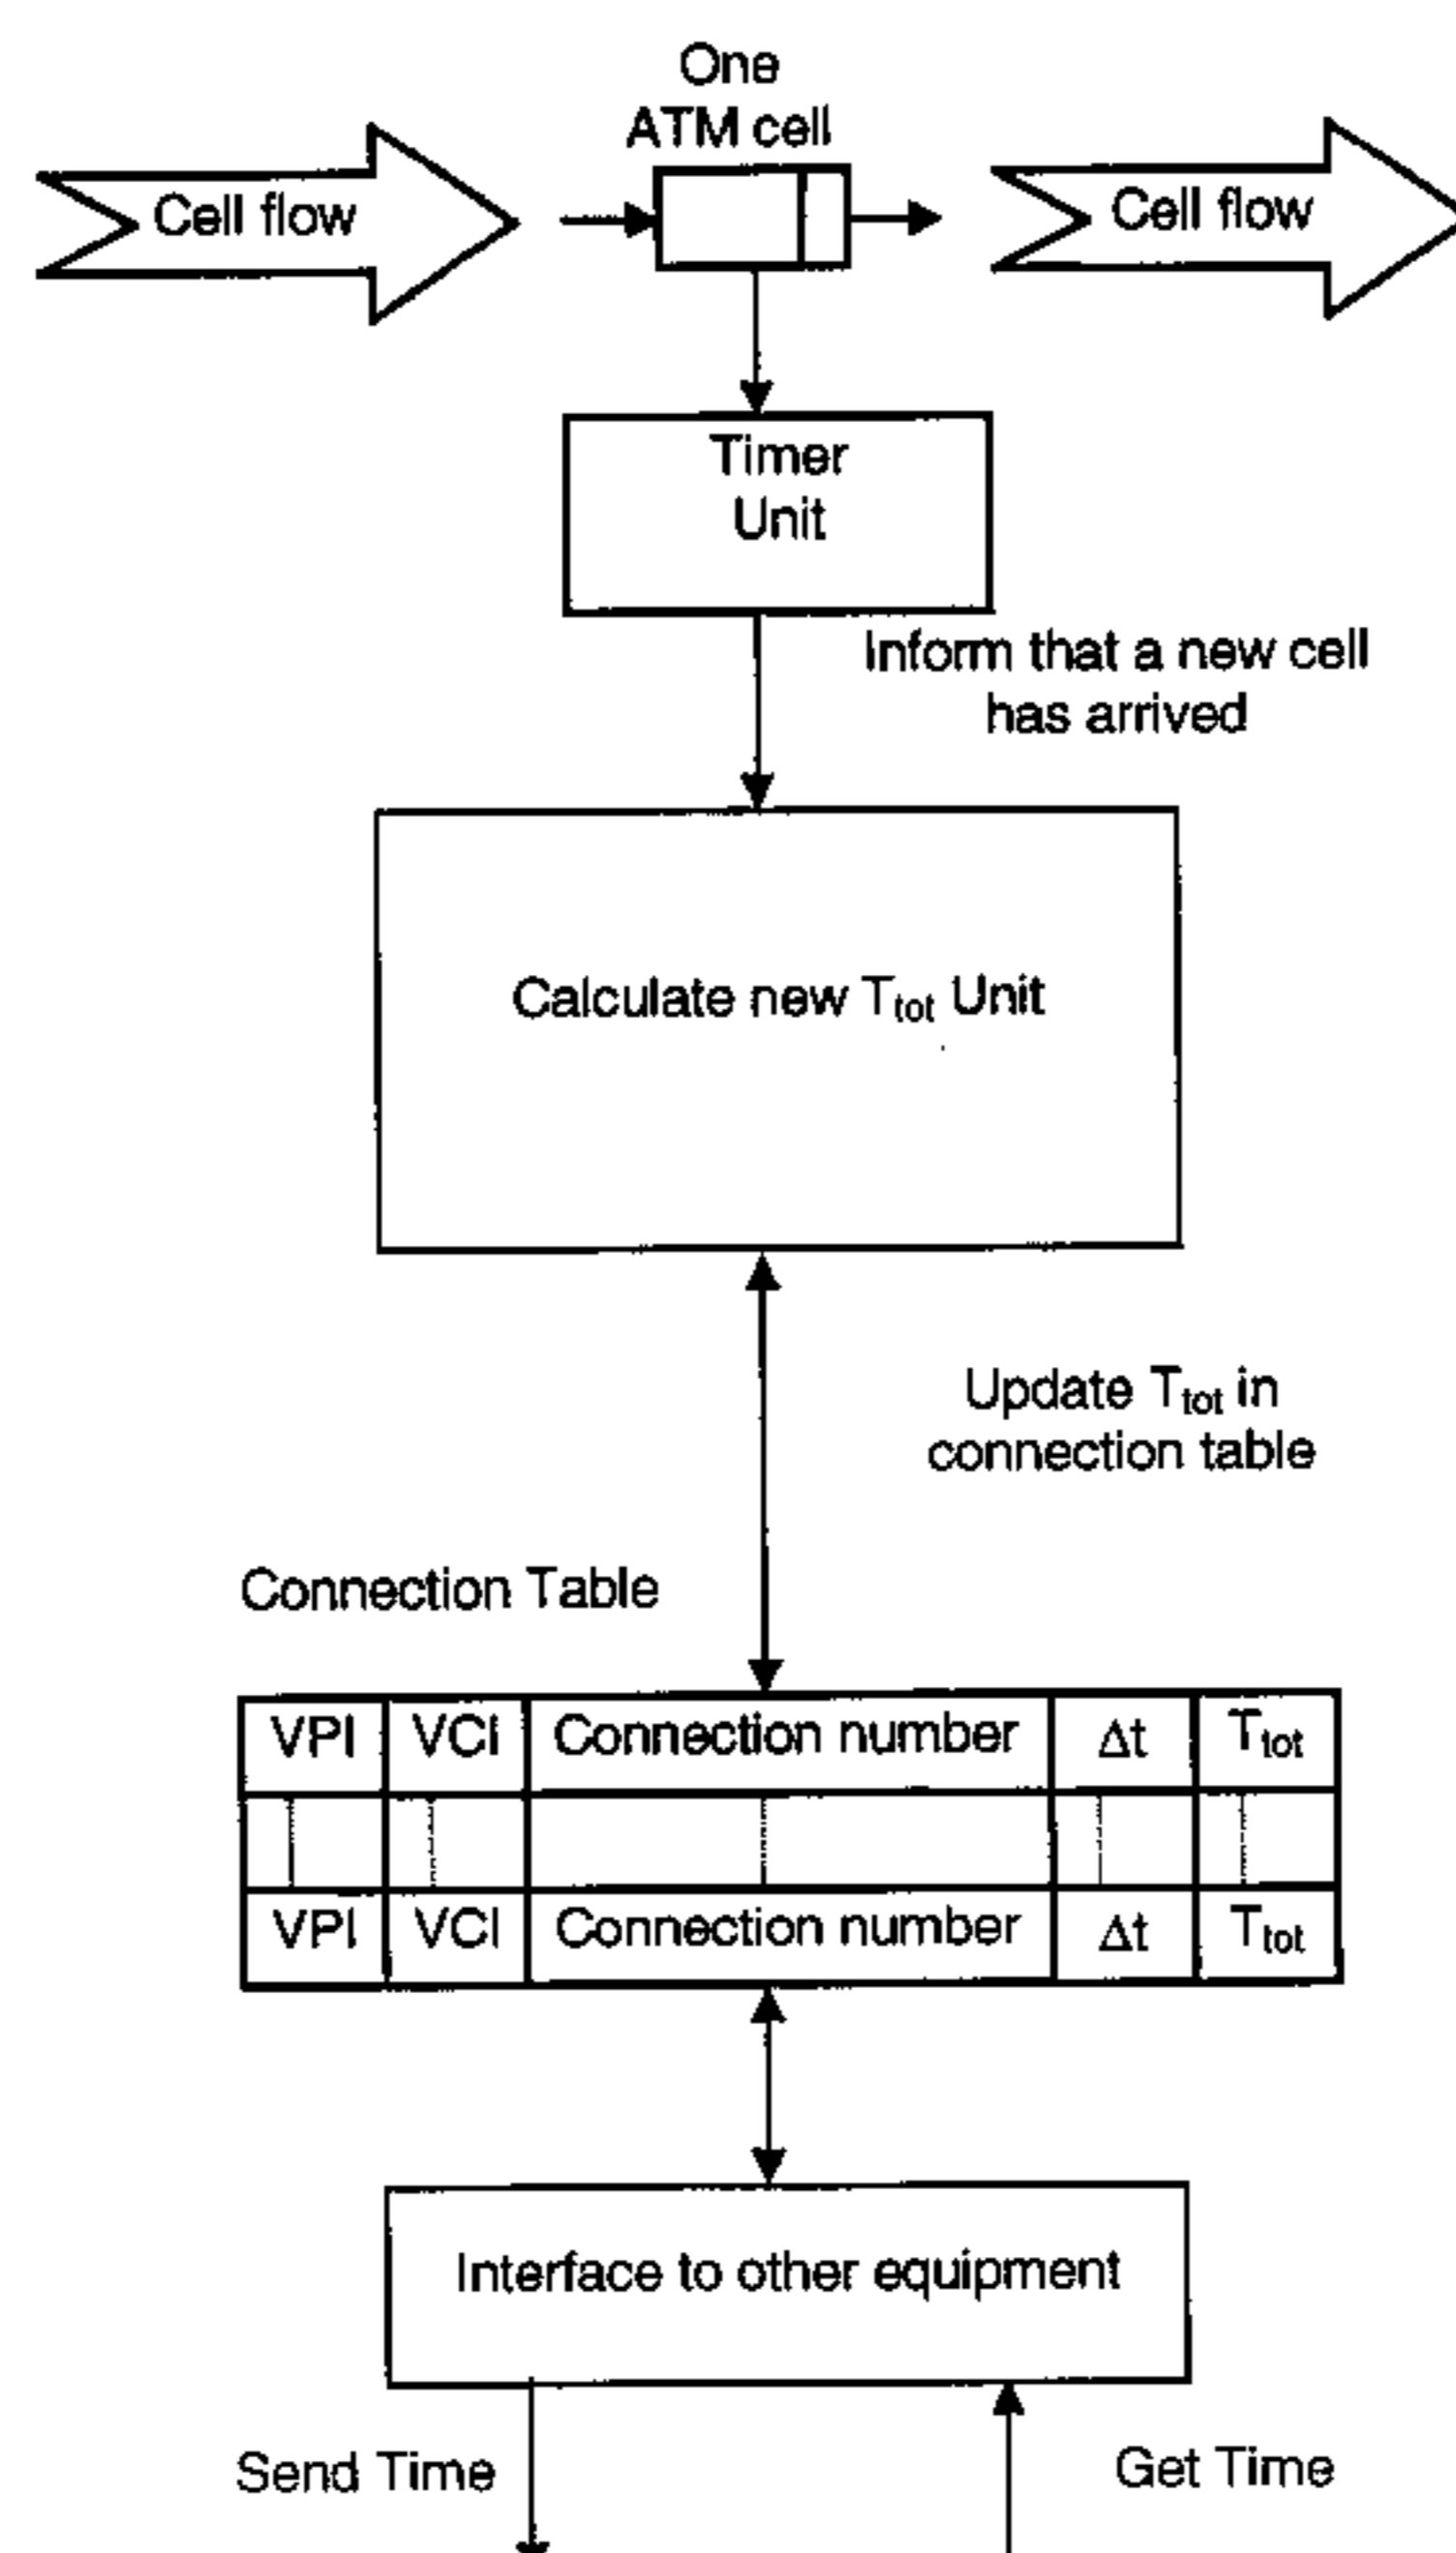 One
ATM cell
Cell flow
Cell flow
Timer
Unit
Inform that a new cell
has arrived
Calculate new Ttot Unit
Update Ttot in
connection table
Connection Table
VPI VCI Connection number Δt Ttot
VPI VCI Connection number Δt Ttot
Interface to other equipment
Send Time
Get Time